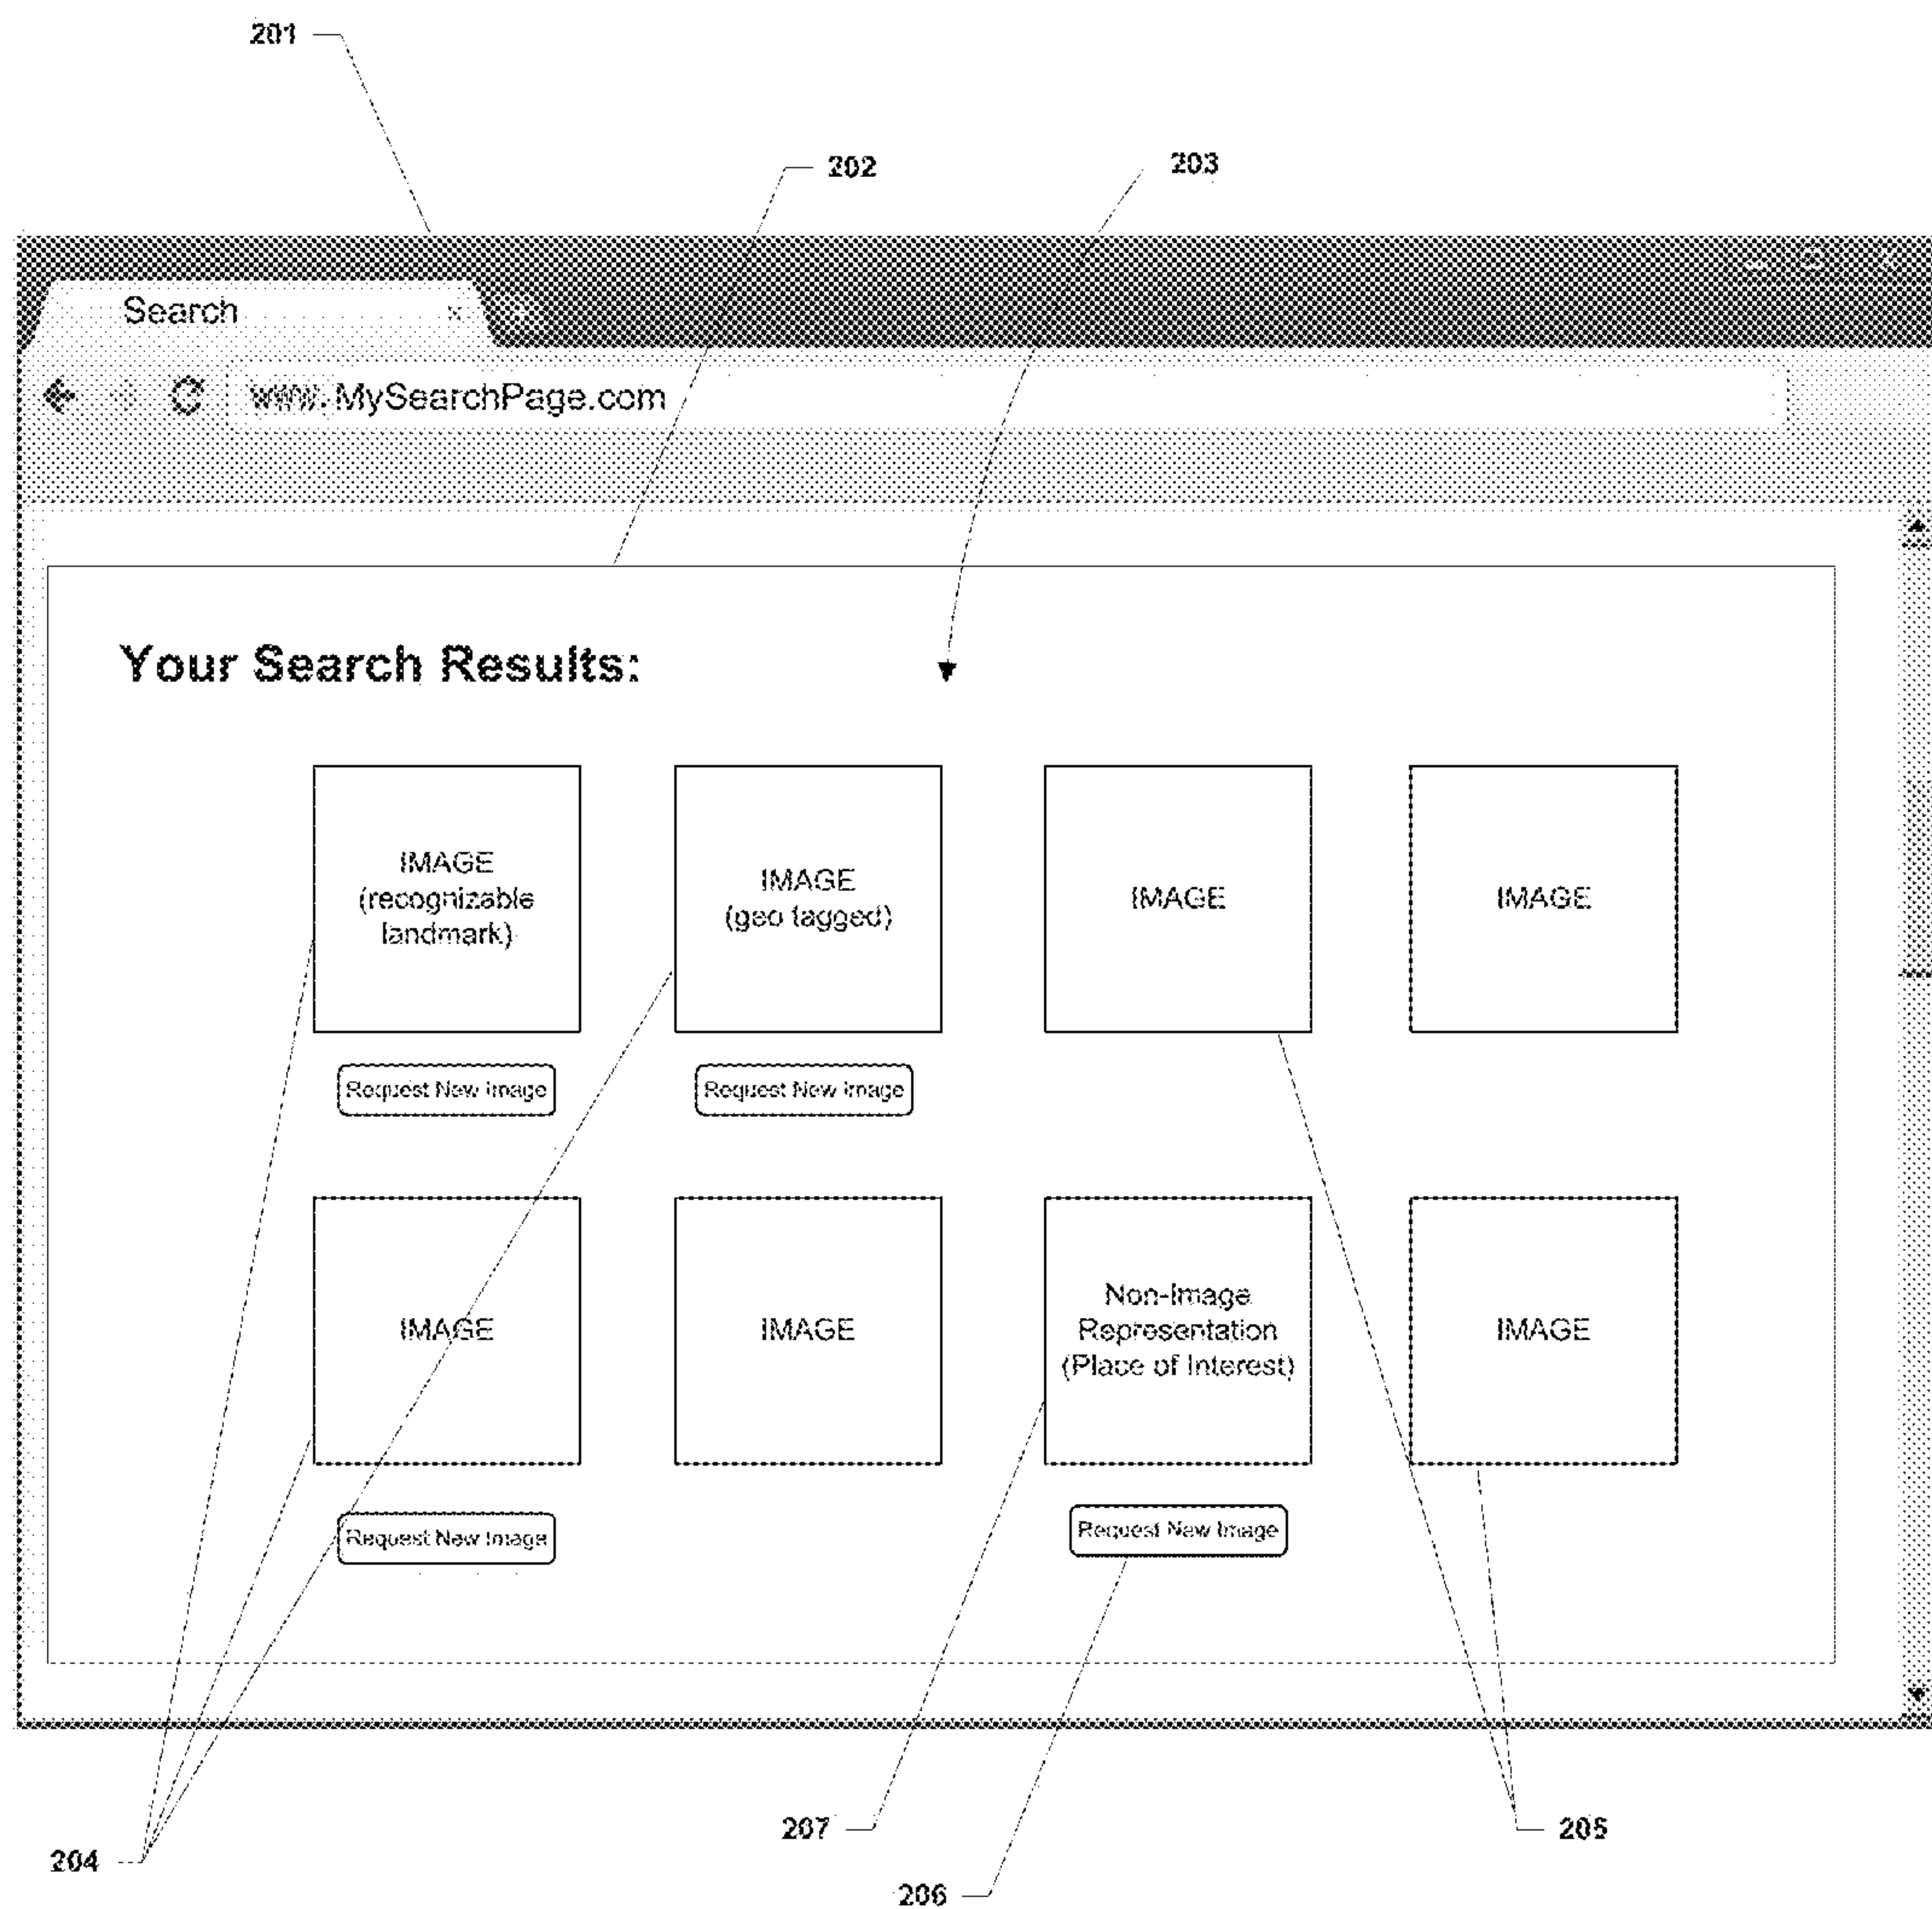 201
202
203
Search
www.MySearchPage.com
Your Search Results:
IMAGE
(recognizable
landmark)
IMAGE
(geo tagged)
IMAGE
IMAGE
Request New Image
Request New Image
IMAGE
IMAGE
Non-Image
Representation
(Place of Interest)
IMAGE
Request New Image
Request New Image
204
207
206
205